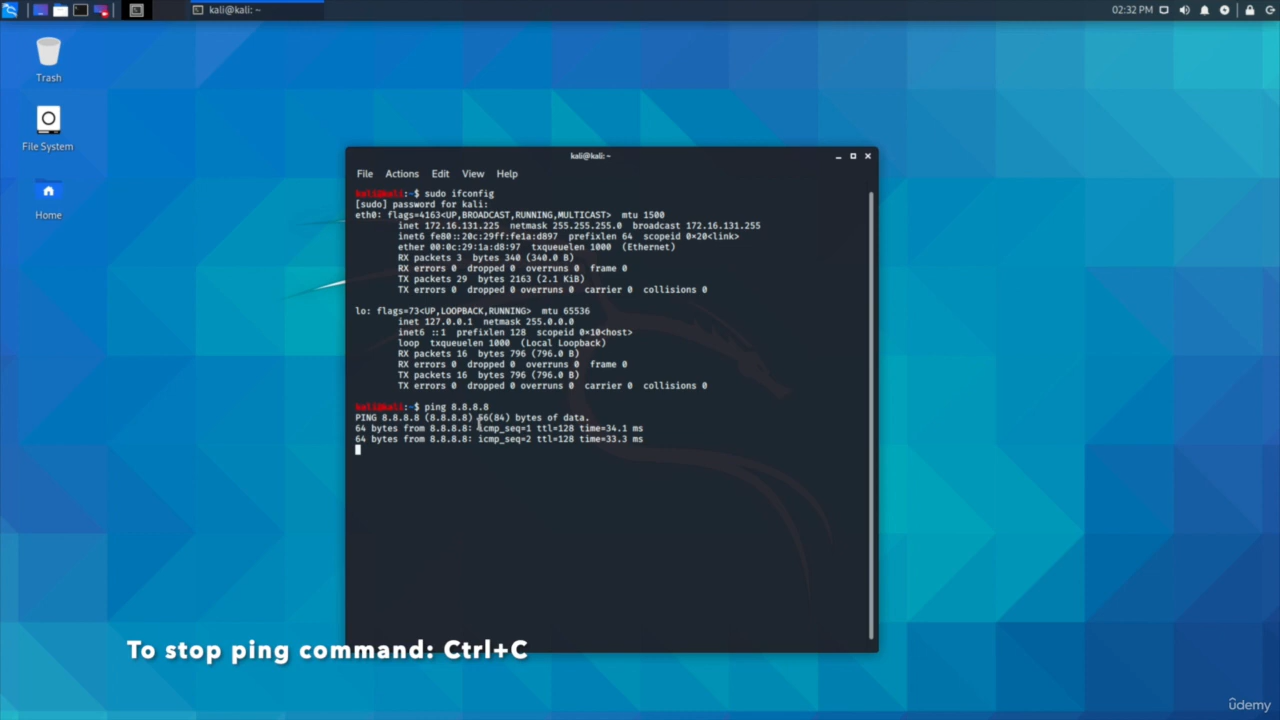 kali@kali: ~
02:32 PM
Trash
File System
Home
kali@kali: ~
File Actions Edit View Help
kali@kali:~$ sudo ifconfig
[sudo] password for kali:
eth0: flags=4163<UP,BROADCAST,RUNNING,MULTICAST> mtu 1500
inet 172.16.131.225 netmask 255.255.255.0 broadcast 172.16.131.255
inet6 fe80::20c:29ff:fe1a:d897 prefixlen 64 scopeid 0×20<link>
ether 00:0c:29:1a:d8:97 txqueuelen 1000 (Ethernet)
RX packets 3 bytes 340 (340.0 B)
RX errors 0 dropped 0 overruns 0 frame 0
TX packets 29 bytes 2163 (2.1 KiB)
TX errors 0 dropped 0 overruns 0 carrier 0 collisions 0
lo: flags=73<UP,LOOPBACK,RUNNING> mtu 65536
inet 127.0.0.1 netmask 255.0.0.0
inet6 ::1 prefixlen 128 scopeid 0×10<host>
loop txqueuelen 1000 (Local Loopback)
RX packets 16 bytes 796 (796.0 B)
RX errors 0 dropped 0 overruns 0 frame 0
TX packets 16 bytes 796 (796.0 B)
TX errors 0 dropped 0 overruns 0 carrier 0 collisions 0
kali@kali:~$ ping 8.8.8.8
PING 8.8.8.8 (8.8.8.8) 56(84) bytes of data.
64 bytes from 8.8.8.8: icmp_seq=1 ttl=128 time=34.1 ms
64 bytes from 8.8.8.8: icmp_seq=2 ttl=128 time=33.3 ms
To stop ping command: Ctrl+C
ûdemy